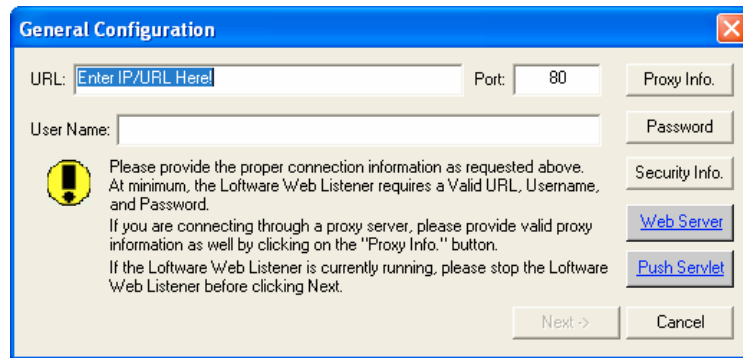 General Configuration
URL: Enter IP/URL Here! Port: 80 Proxy Info.
User Name: Password
Please provide the proper connection information as requested above.
At minimum, the Loftware Web Listener requires a Valid URL, Username,
and Password.
Security Info.
If you are connecting through a proxy server, please provide valid proxy
information as well by clicking on the "Proxy Info." button.
Web Server
If the Loftware Web Listener is currently running, please stop the Loftware
Web Listener before clicking Next.
Push Servlet
Next -> Cancel